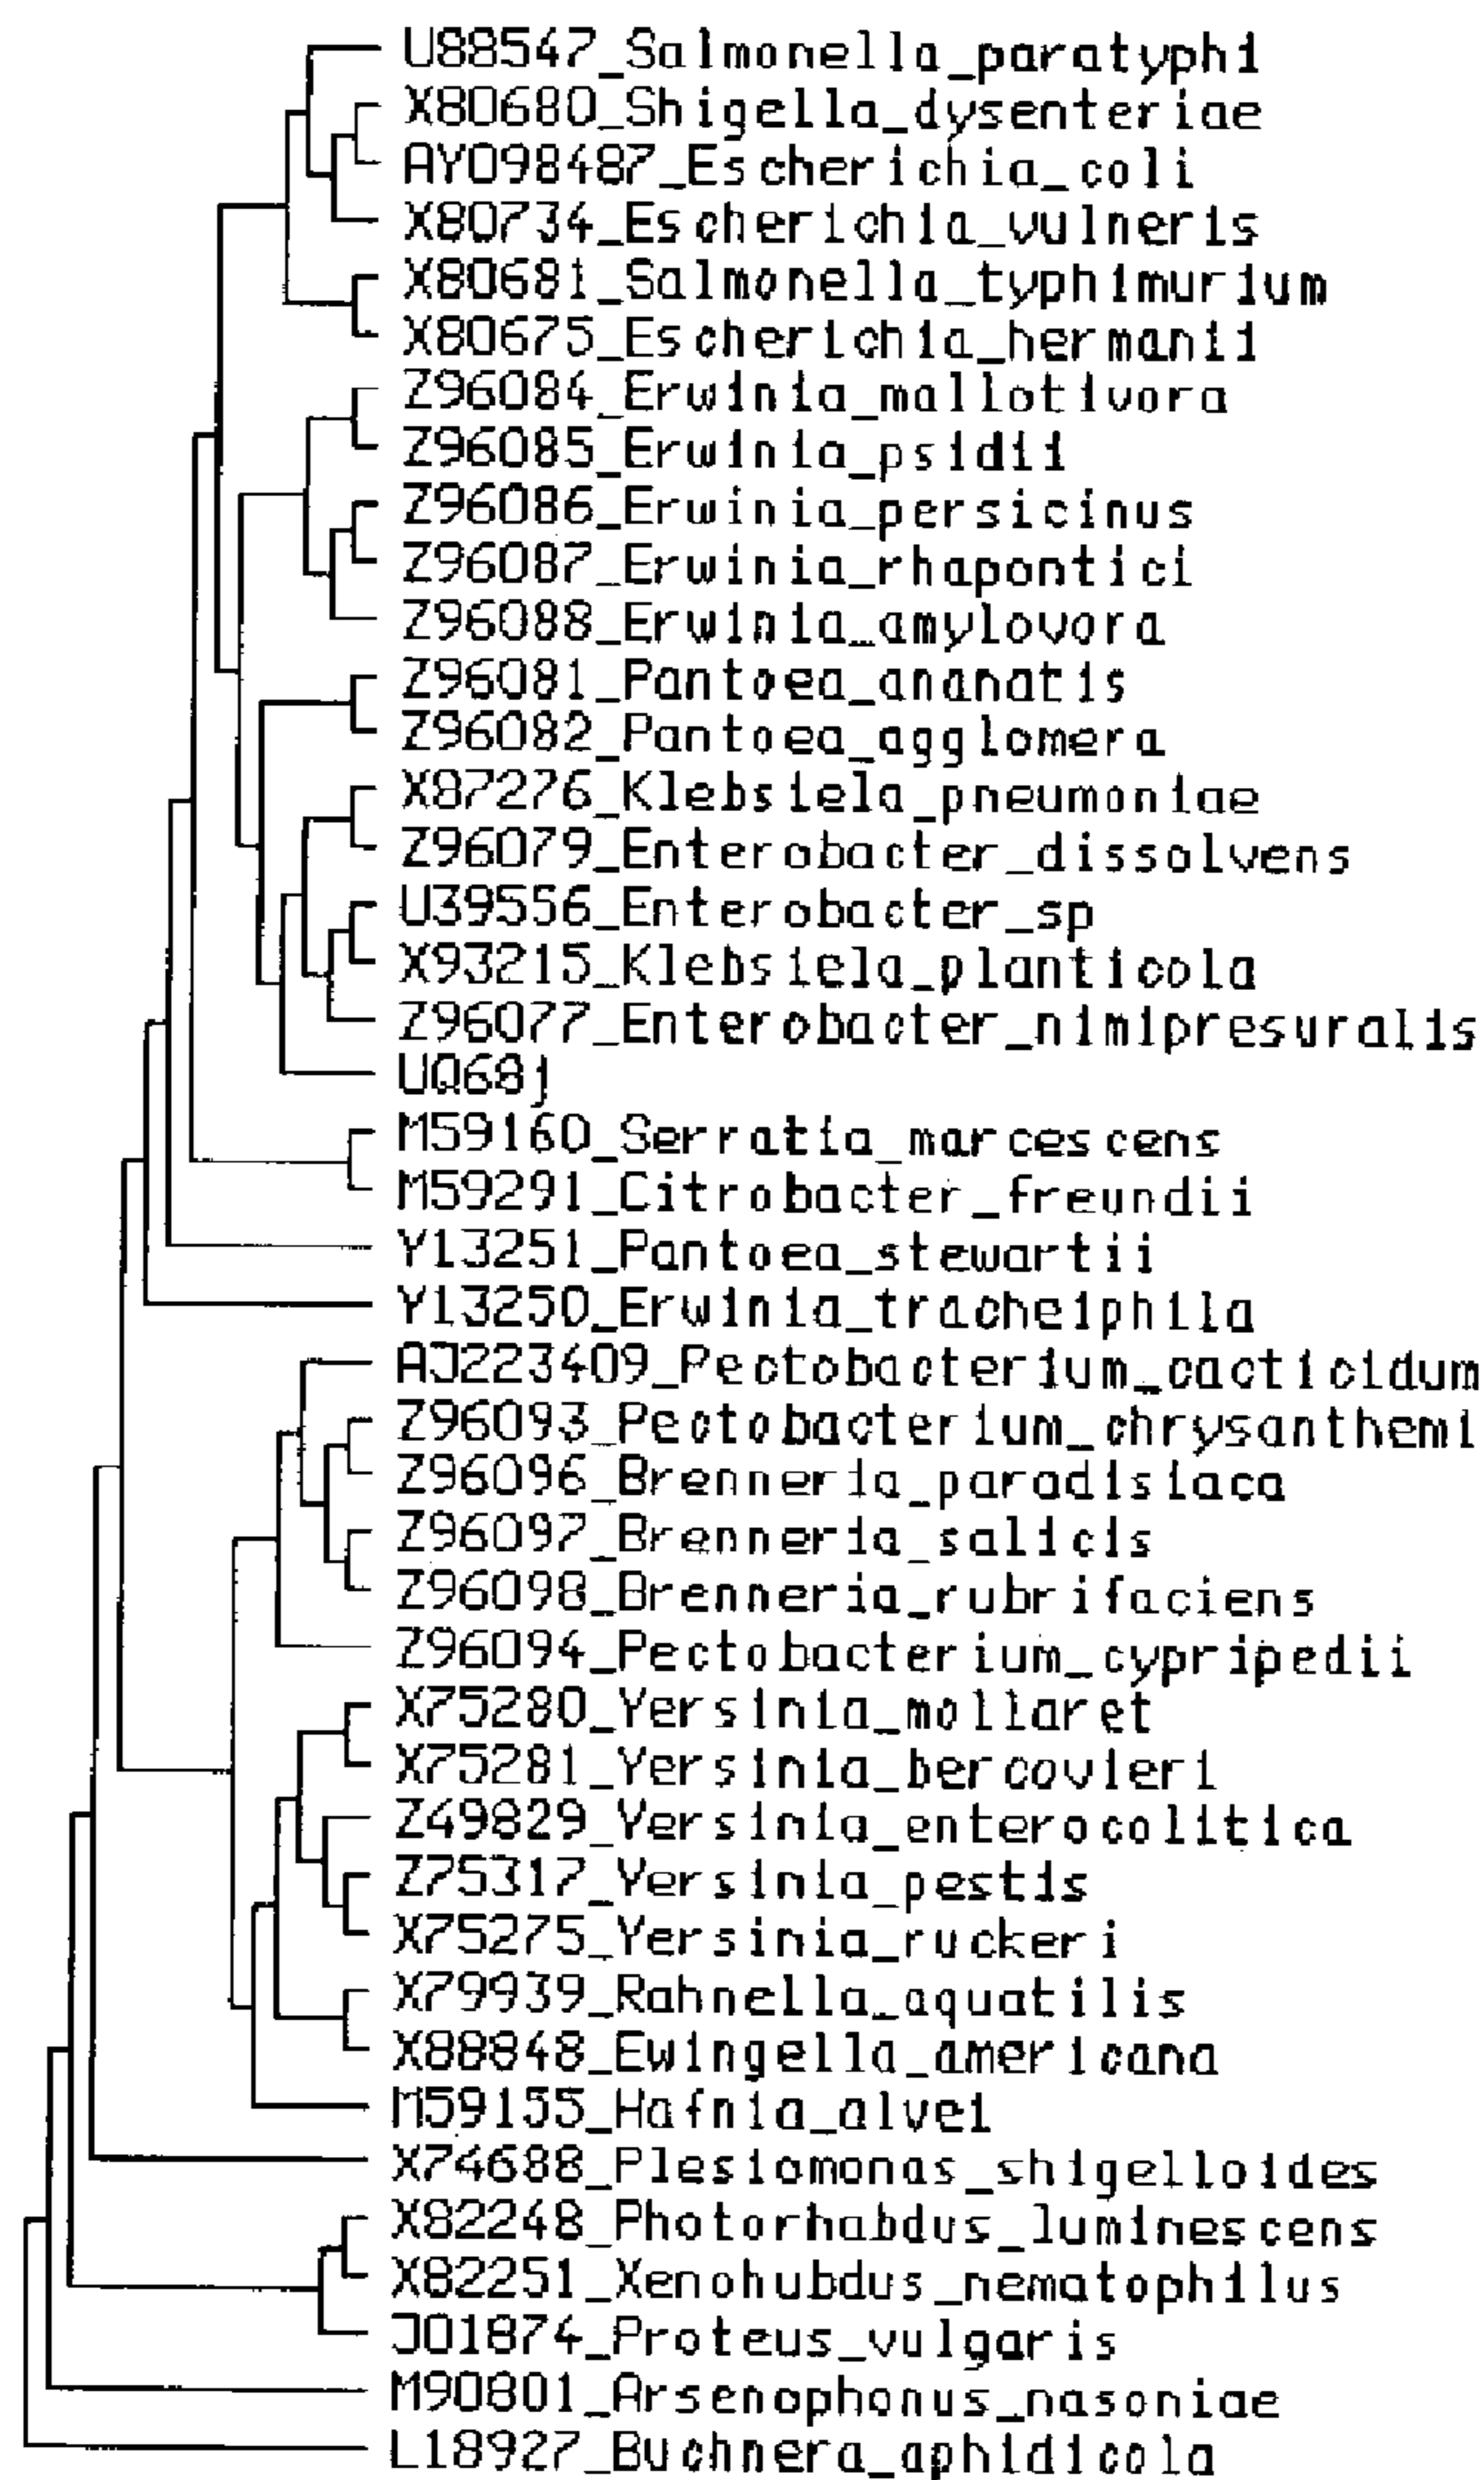 U88547_Salmonella_paratyphi
X80680_Shigella_dysenteriae
AY098487_Escherichia_coli
X80734_Escherichia_vulneris
X80681_Salmonella_typhimurium
X80675_Escherichia_hermanii
Z96084_Erwinia_mallotivora
Z96085_Erwinia_psidii
Z96086_Erwinia_persicinus
Z96087_Erwinia_rhapontici
Z96088_Erwinia_amylovora
Z96081_Pantoea_ananatis
Z96082_Pantoea_agglomera
X87276_Klebsiela_pneumoniae
Z96079_Enterobacter_dissolvens
U39556_Enterobacter_sp
X93215_Klebsiela_planticola
Z96077_Enterobacter_nimipresuralis
UQ68j
M59160_Serratia_marcescens
M59291_Citrobacter_freundii
Y13251_Pantoea_stewartii
Y13250_Erwinia_tracheiphila
AJ223409_Pectobacterium_cacticidum
Z96093_Pectobacterium_chrysanthemi
Z96096_Brenneria_paradisiaca
Z96097_Brenneria_salicis
Z96098_Brenneria_rubrifaciens
Z96094_Pectobacterium_cypripedii
X75280_Yersinia_mollaret
X75281_Yersinia_bercovieri
Z49829_Yersinia_enterocolitica
Z75317_Yersinia_pestis
X75275_Yersinia_ruckeri
X79939_Rahnella_aquatilis
X88848_Ewingella_americana
M59155_Hafnia_alvei
X74688_Plesiomonas_shigelloides
X82248_Photorhabdus_luminescens
X82251_Xenohubdus_nematophilus
J01874_Proteus_vulgaris
M90801_Arsenophonus_nasoniae
L18927_Buchnera_aphidicola